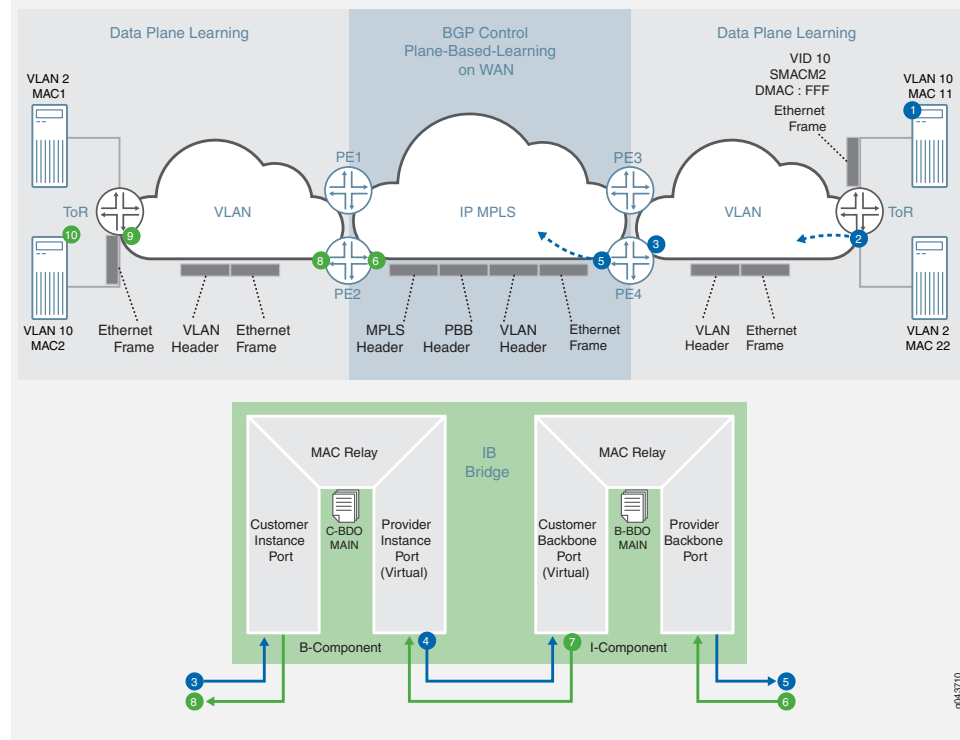 Data Plane Learning
BGP Control
Plane-Based-Learning
on WAN
Data Plane Learning
VLAN 2
MAC1
VID 10
SMACM2
DMAC : FFF
Ethernet
Frame
VLAN 10
MAC 11
1
PE1
PE3
ToR
VLAN
IP MPLS
VLAN
ToR
10
9
8
6
5
3
2
PE2
PE4
VLAN 10
MAC2
Ethernet
Frame
VLAN
Header
Ethernet
Frame
MPLS
Header
PBB
Header
VLAN
Header
Ethernet
Frame
VLAN
Header
Ethernet
Frame
VLAN 2
MAC 22
MAC Relay
IB
Bridge
MAC Relay
Customer
Instance
Port
C-BDO
MAIN
Provider
Instance
Port
(Virtual)
Customer
Backbone
Port
(Virtual)
B-BDO
MAIN
Provider
Backbone
Port
B-Component
4
7
I-Component
3
8
5
6
g043710